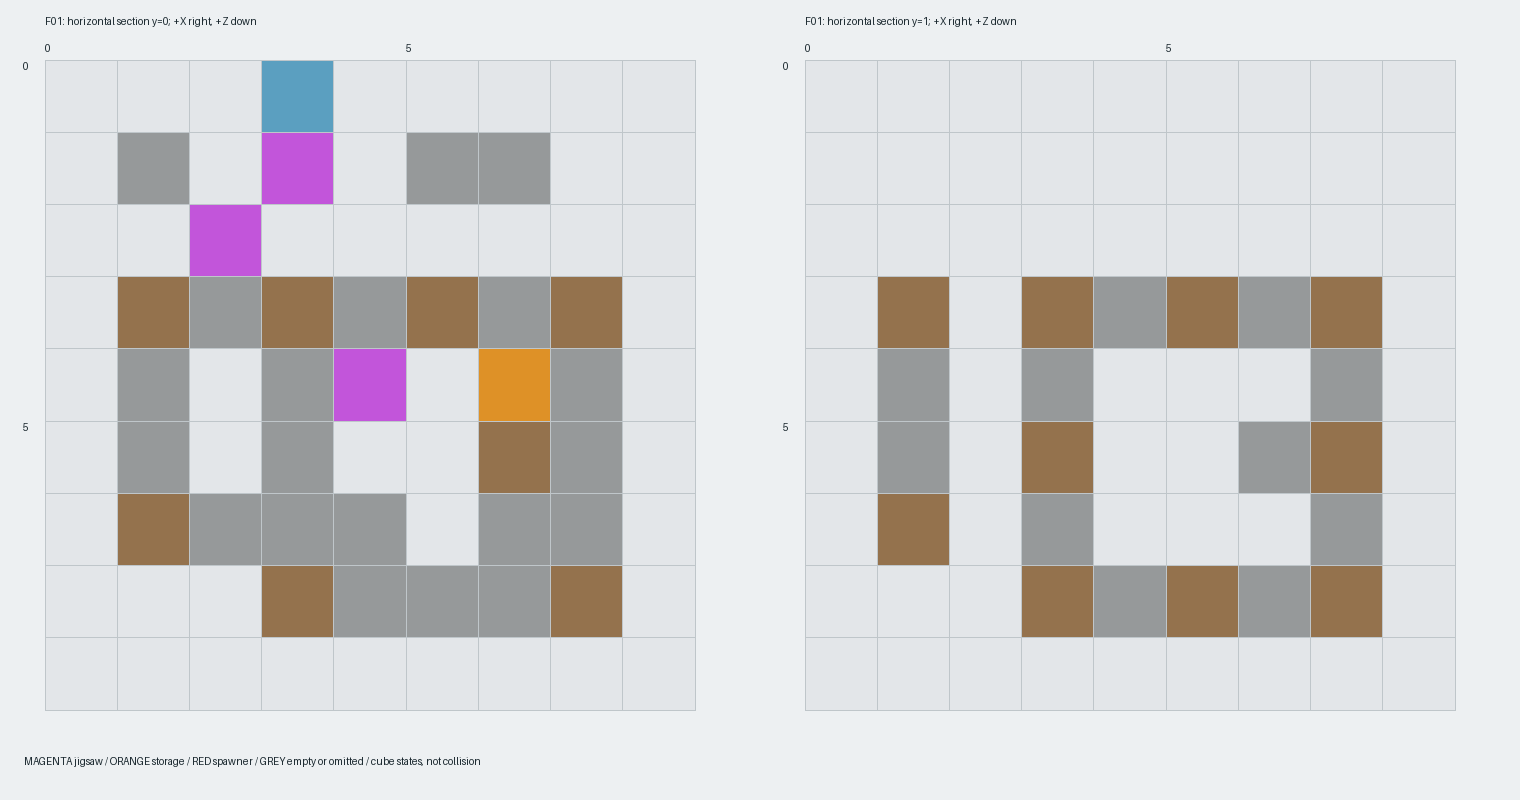 F01: horizontal section y=0; +X right, +Z down
F01: horizontal section y=1; +X right, +Z down
0 5
0 5
0
0
5
5
MAGENTA jigsaw / ORANGE storage / RED spawner / GREY empty or omitted / cube states, not collision